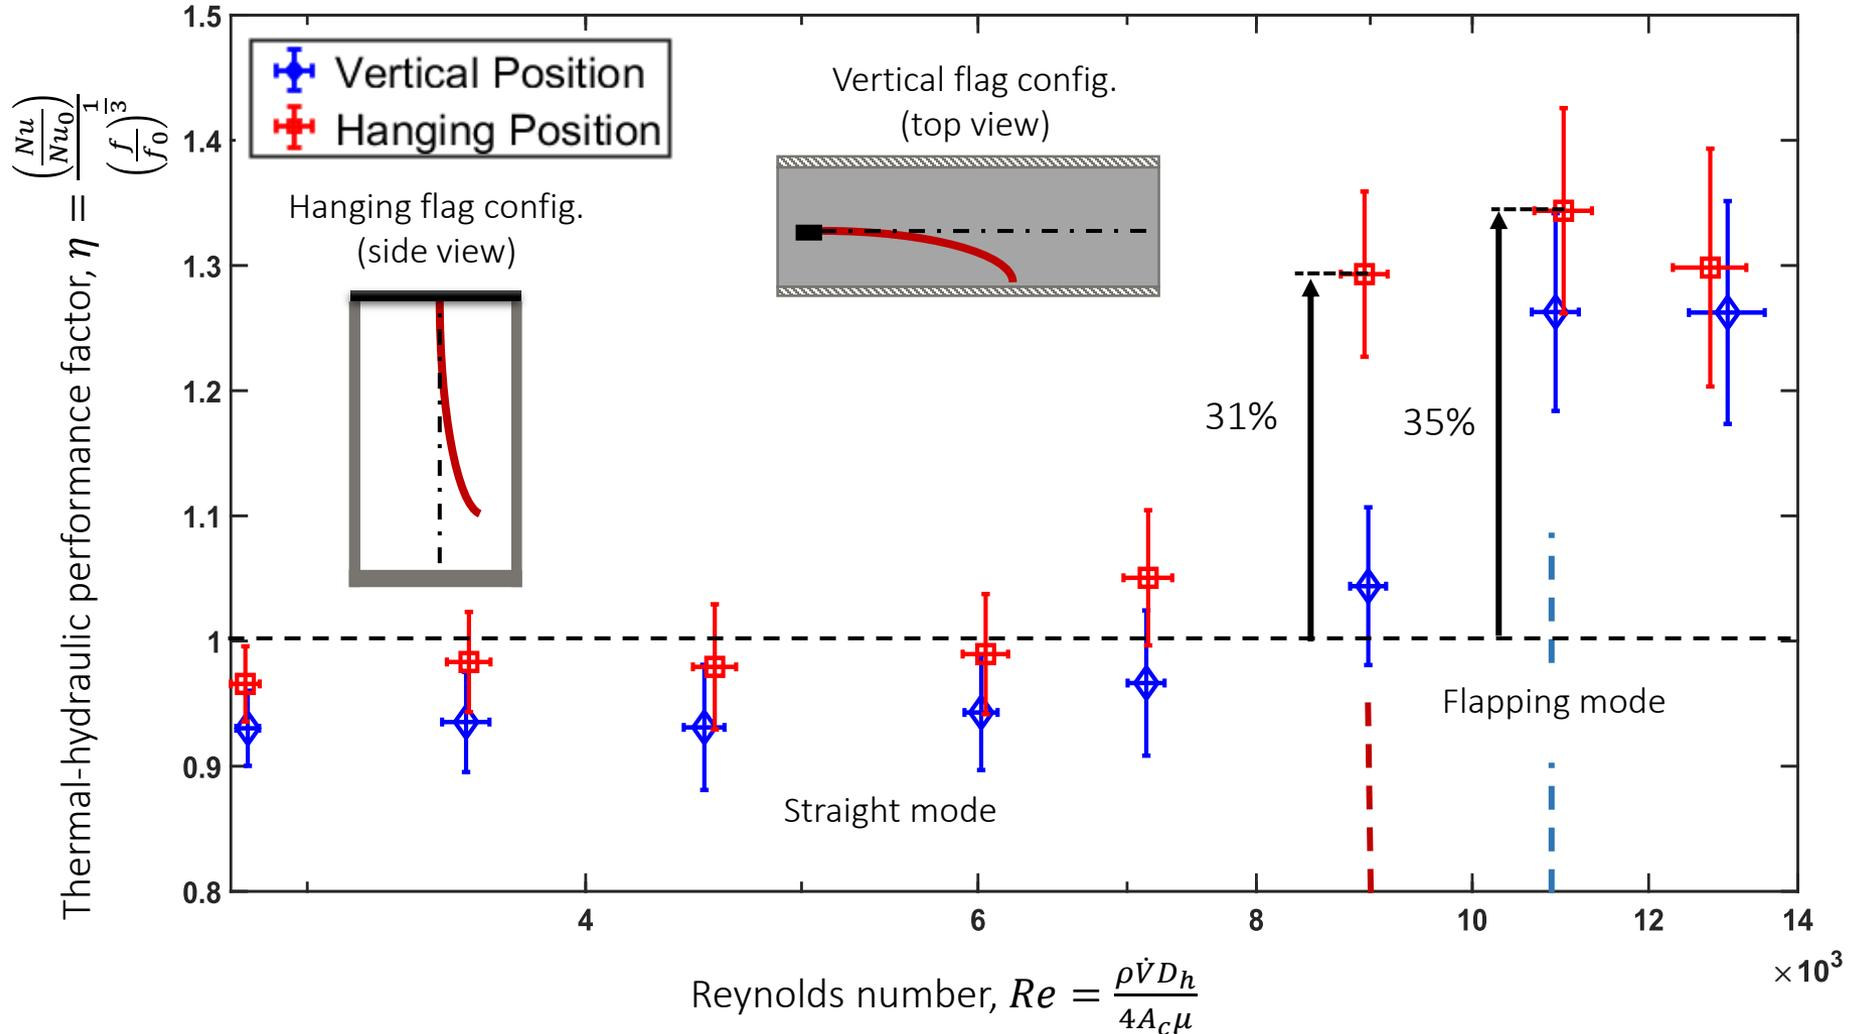 1.5
1.4
1.3
1.2
1.1
1
0.9
0.8
Thermal-hydraulic performance factor, η = (Nu/Nu₀)/(f/f₀)^(1/3)
Vertical Position
Hanging Position
Vertical flag config.
(top view)
Hanging flag config.
(side view)
31%
35%
Flapping mode
Straight mode
4 6 8 10 12 14
×10³
Reynolds number, Re = ρV̇D_h/4A_cμ